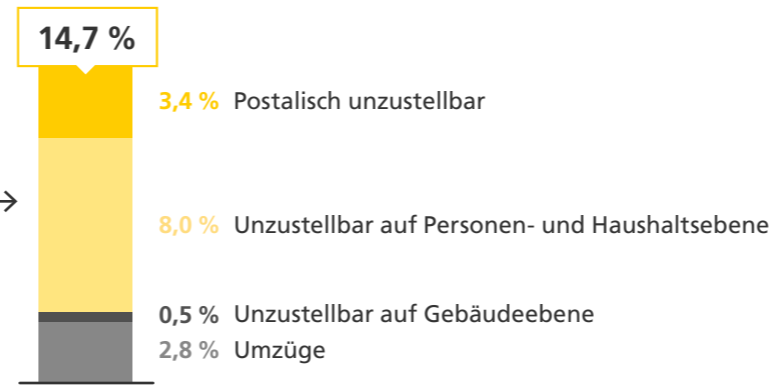 14,7 %
3,4 % Postalisch unzustellbar
8,0 % Unzustellbar auf Personen- und Haushaltsebene
0,5 % Unzustellbar auf Gebäudeebene
2,8 % Umzüge